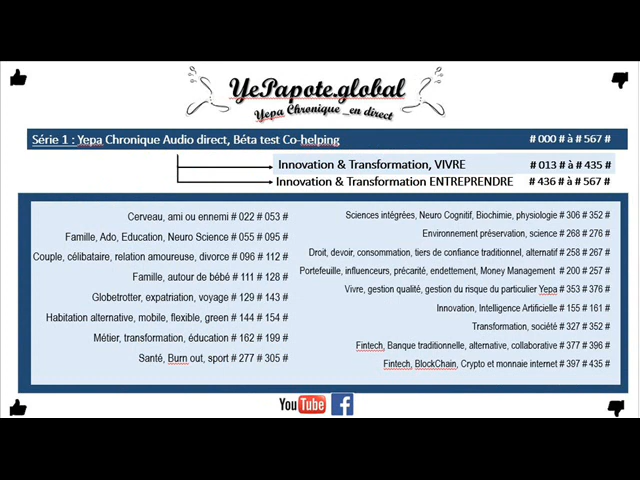 YePapote.global
Yepa Chronique _en direct
Série 1 : Yepa Chronique Audio direct, Béta test Co-helping # 000 # à # 567 #
Innovation & Transformation, VIVRE # 013 # à # 435 #
Innovation & Transformation ENTREPRENDRE # 436 # à # 567 #
Cerveau, ami ou ennemi # 022 # 053 #
Famille, Ado, Education, Neuro Science # 055 # 095 #
Couple, célibataire, relation amoureuse, divorce # 096 # 112 #
Famille, autour de bébé # 111 # 128 #
Globetrotter, expatriation, voyage # 129 # 143 #
Habitation alternative, mobile, flexible, green # 144 # 154 #
Métier, transformation, éducation # 162 # 199 #
Santé, Burn out, sport # 277 # 305 #
Sciences intégrées, Neuro Cognitif, Biochimie, physiologie # 306 # 352 #
Environnement préservation, science # 268 # 276 #
Droit, devoir, consommation, tiers de confiance traditionnel, alternatif # 258 # 267 #
Portefeuille, influenceurs, précarité, endettement, Money Management # 200 # 257 #
Vivre, gestion qualité, gestion du risque du particulier Yepa # 353 # 376 #
Innovation, Intelligence Artificielle # 155 # 161 #
Transformation, société # 327 # 352 #
Fintech, Banque traditionnelle, alternative, collaborative # 377 # 396 #
Fintech, BlockChain, Crypto et monnaie internet # 397 # 435 #
YouTube f